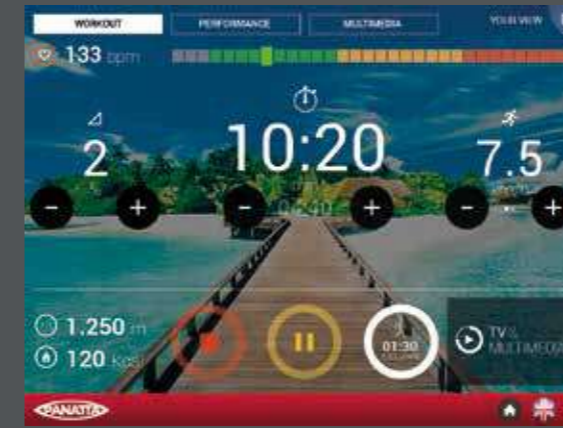 WORKOUT
PERFORMANCE
MULTIMEDIA
YOUR VIEW
133 bpm
2
10:20
7.5
- +
- +
- +
1.250 m
120 Kcal
01:30
TV &
MULTIMEDIA
PANATTA